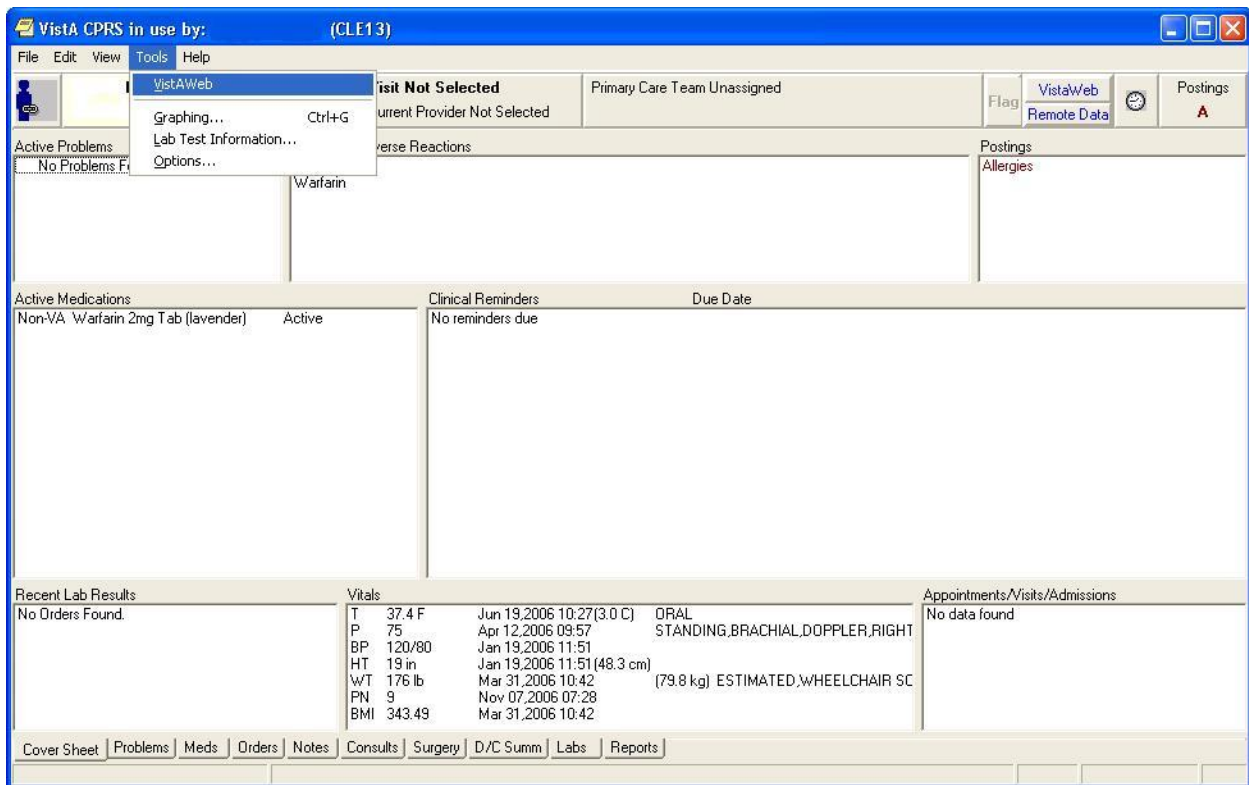 VistA CPRS in use by: (CLE13)
File Edit View Tools Help
VistAWeb
Graphing... Ctrl+G
Lab Test Information...
Options...
isit Not Selected
urrent Provider Not Selected
Primary Care Team Unassigned
Flag
VistaWeb
Remote Data
Postings
A
Active Problems
No Problems F
verse Reactions
Warfarin
Postings
Allergies
Active Medications
Non-VA Warfarin 2mg Tab (lavender) Active
Clinical Reminders Due Date
No reminders due
Recent Lab Results
No Orders Found.
Vitals
T 37.4 F Jun 19,2006 10:27(3.0 C) ORAL
P 75 Apr 12,2006 09:57 STANDING,BRACHIAL,DOPPLER,RIGHT
BP 120/80 Jan 19,2006 11:51
HT 19 in Jan 19,2006 11:51(48.3 cm)
WT 176 lb Mar 31,2006 10:42 (79.8 kg) ESTIMATED,WHEELCHAIR SC
PN 9 Nov 07,2006 07:28
BMI 343.49 Mar 31,2006 10:42
Appointments/Visits/Admissions
No data found
Cover Sheet Problems Meds Orders Notes Consults Surgery D/C Summ Labs Reports